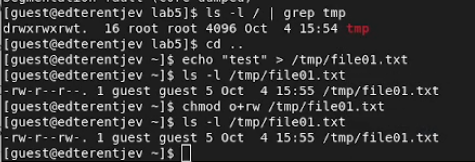 [guest@edterentjev lab5]$ ls -l / | grep tmp
drwxrwxrwt.  16 root root 4096 Oct  4 15:54 tmp
[guest@edterentjev lab5]$ cd ..
[guest@edterentjev ~]$ echo "test" > /tmp/file01.txt
[guest@edterentjev ~]$ ls -l /tmp/file01.txt
-rw-r--r--. 1 guest guest 5 Oct  4 15:55 /tmp/file01.txt
[guest@edterentjev ~]$ chmod o+rw /tmp/file01.txt
[guest@edterentjev ~]$ ls -l /tmp/file01.txt
-rw-r--rw-. 1 guest guest 5 Oct  4 15:55 /tmp/file01.txt
[guest@edterentjev ~]$